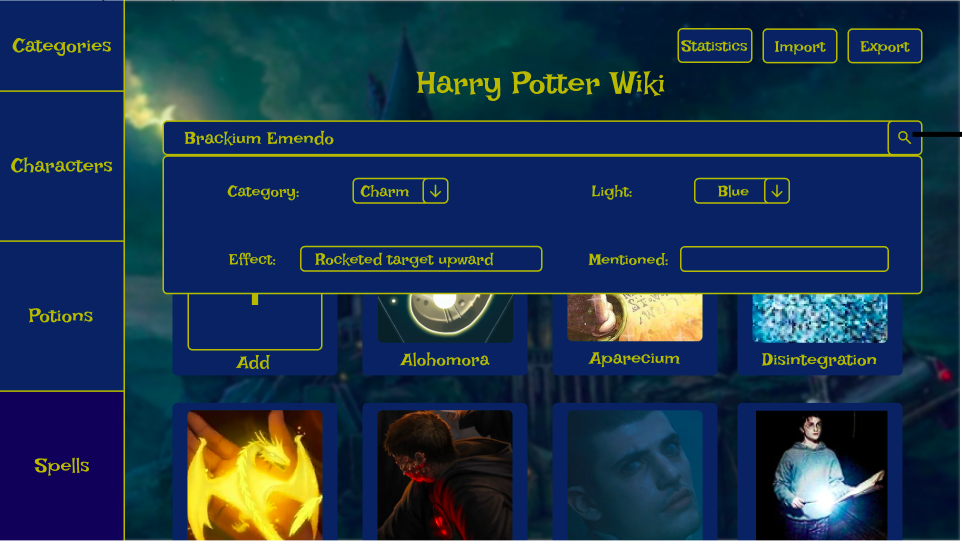 Categories
Characters
Potions
Spells
Statistics
Import
Export
Harry Potter Wiki
Brackium Emendo
Category:
Charm
Light:
Blue
Effect:
Rocketed target upward
Mentioned:
Add
Alohomora
Aparecium
Disintegration